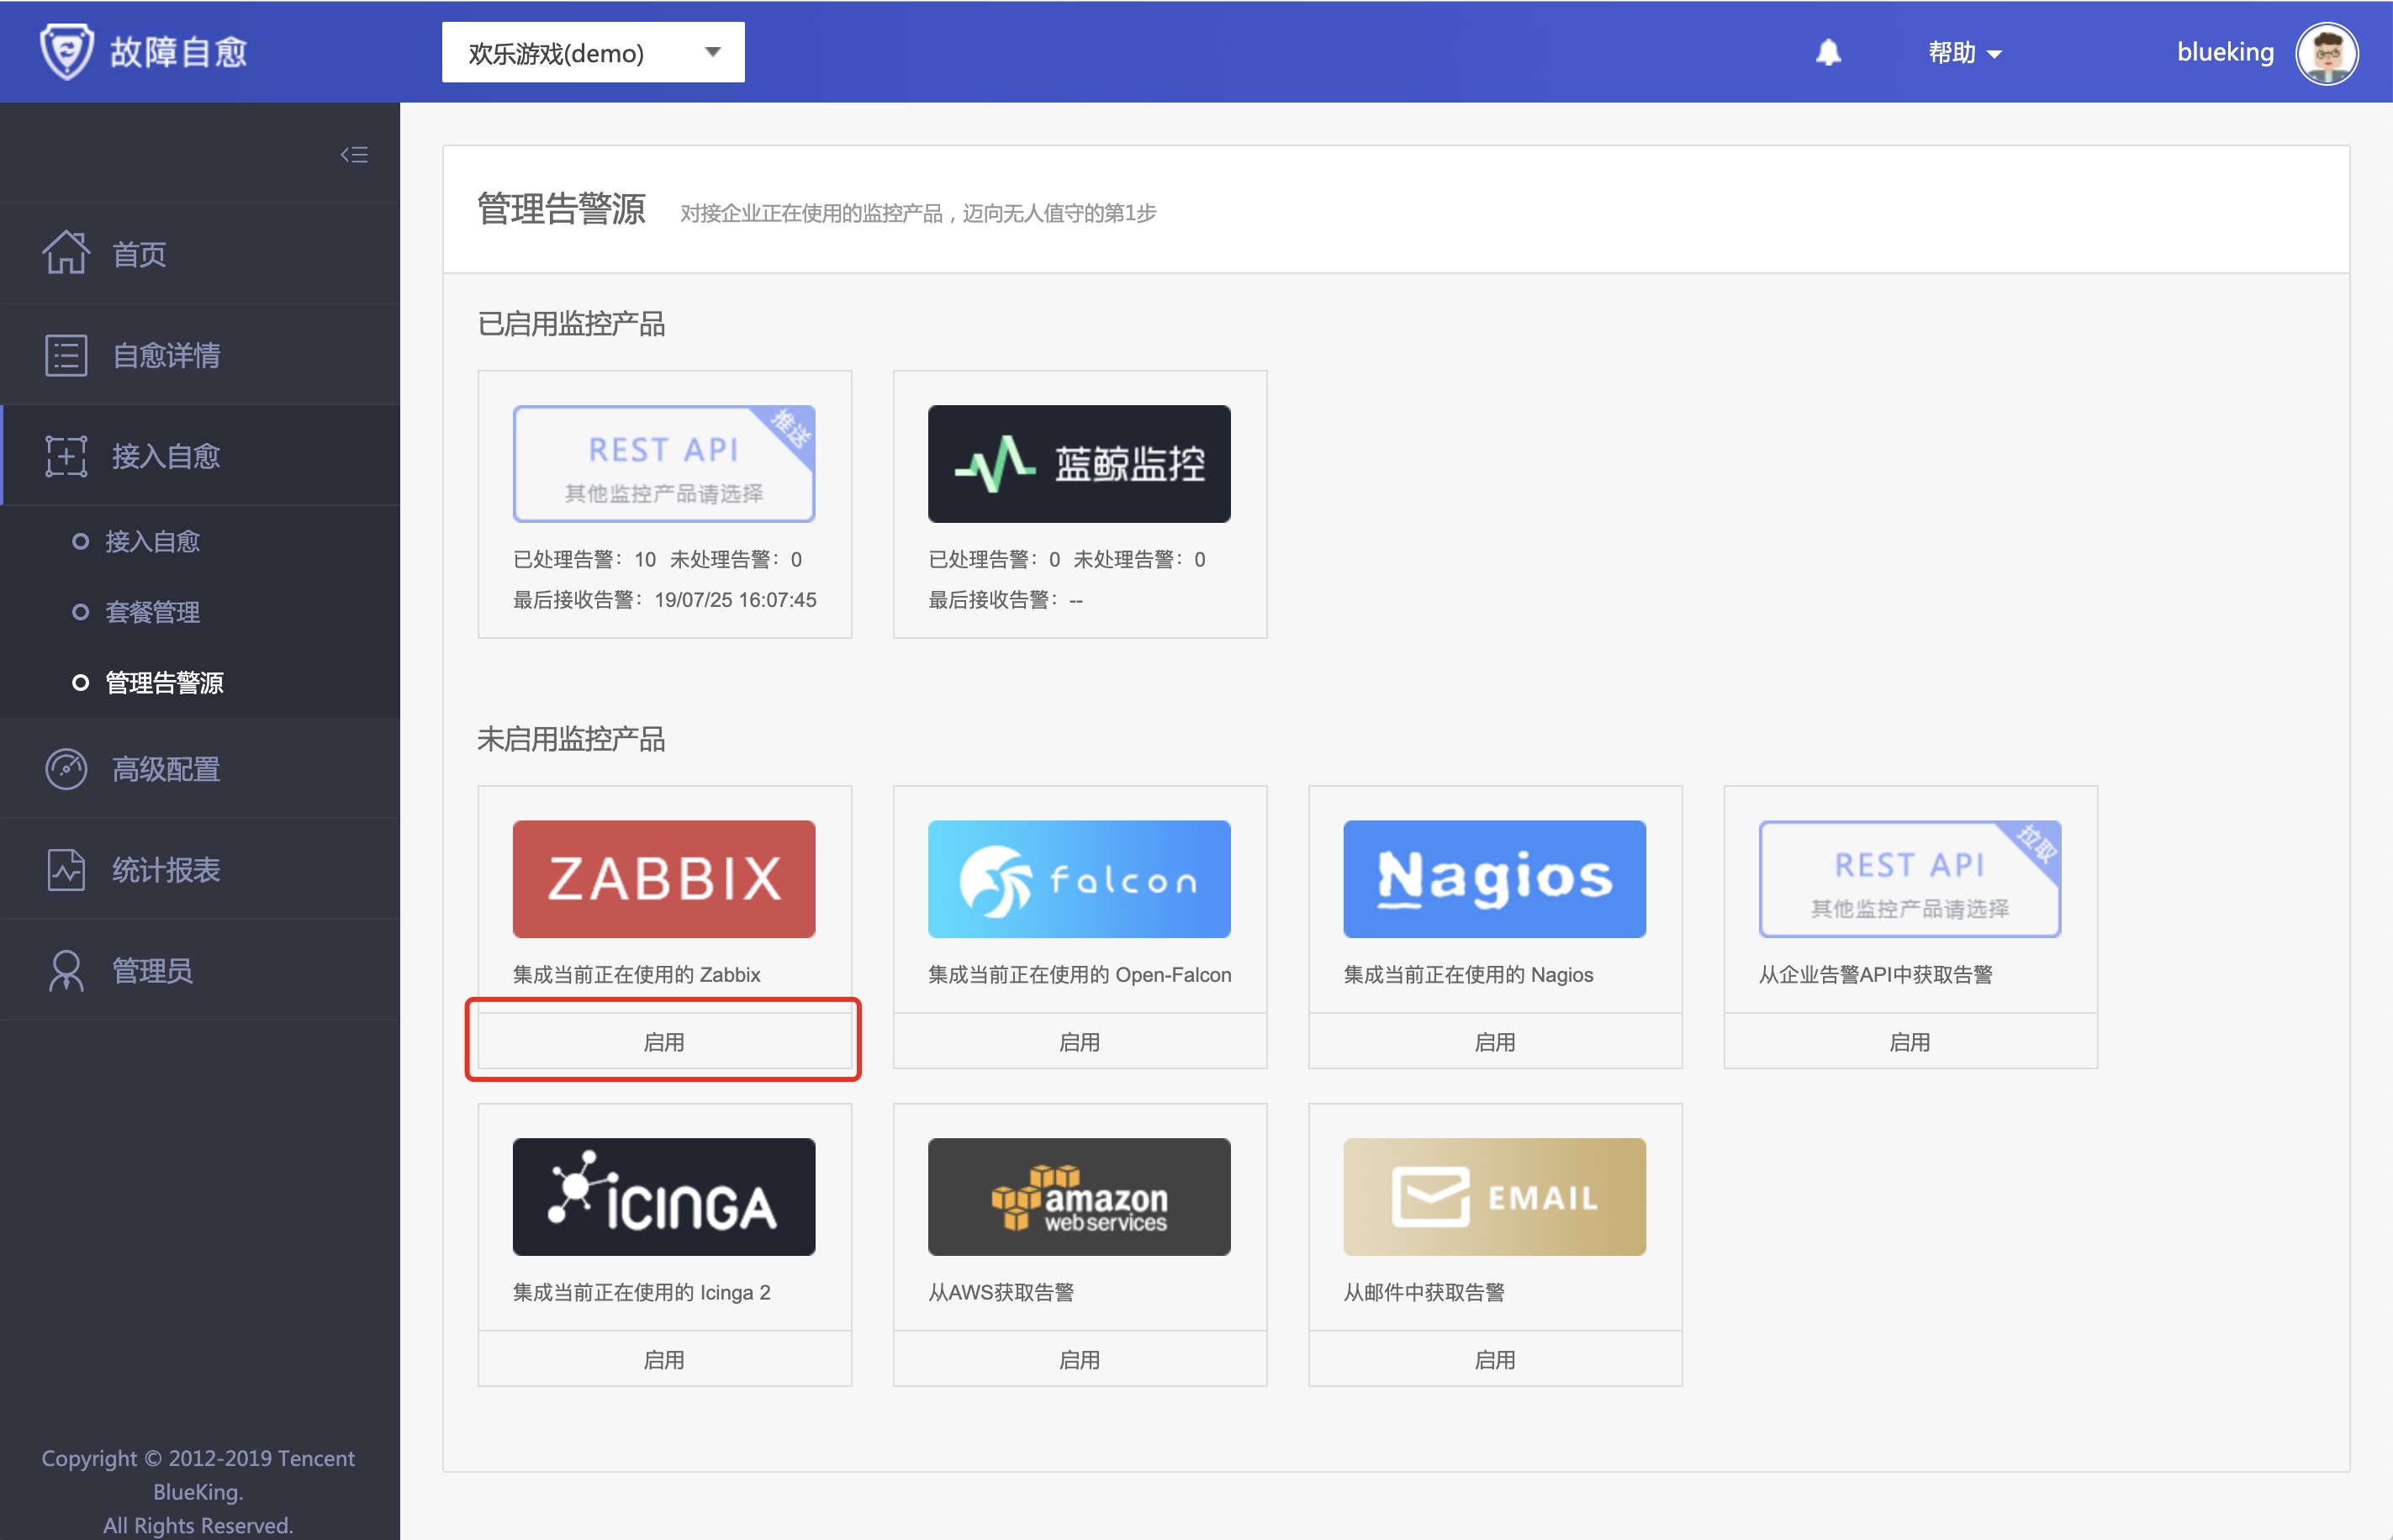 故障自愈
欢乐游戏(demo)
帮助
blueking
首页
自愈详情
接入自愈
接入自愈
套餐管理
管理告警源
高级配置
统计报表
管理员
Copyright © 2012-2019 Tencent
BlueKing.
All Rights Reserved.
管理告警源 对接企业正在使用的监控产品，迈向无人值守的第1步
已启用监控产品
推送
REST API
其他监控产品请选择
已处理告警：10 未处理告警：0
最后接收告警：19/07/25 16:07:45
蓝鲸监控
已处理告警：0 未处理告警：0
最后接收告警：--
未启用监控产品
ZABBIX
集成当前正在使用的 Zabbix
启用
falcon
集成当前正在使用的 Open-Falcon
启用
Nagios
集成当前正在使用的 Nagios
启用
拉取
REST API
其他监控产品请选择
从企业告警API中获取告警
启用
ICINGA
集成当前正在使用的 Icinga 2
启用
amazon
web services
从AWS获取告警
启用
EMAIL
从邮件中获取告警
启用